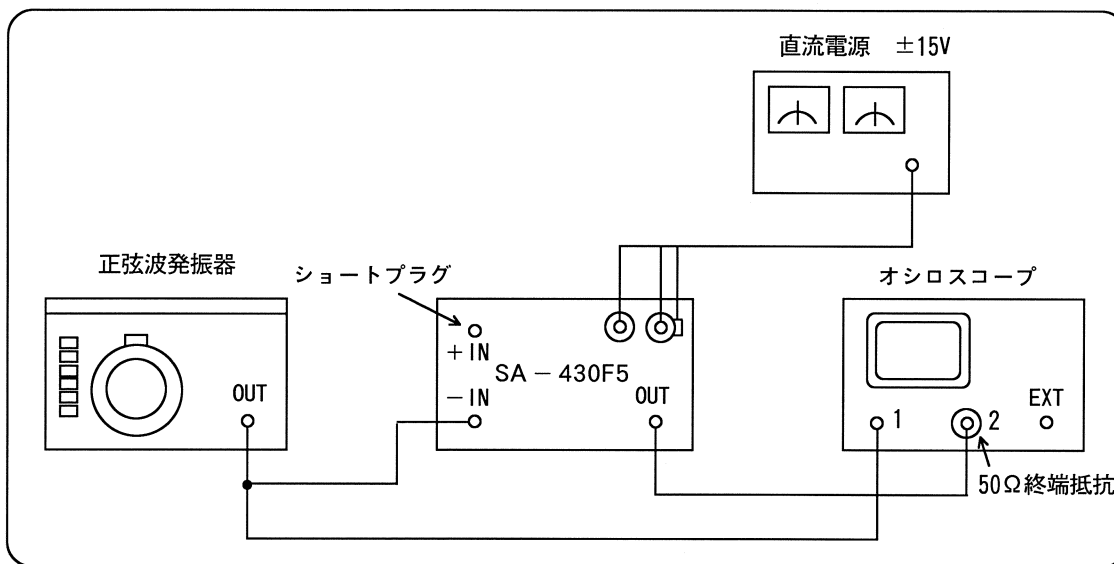 直流電源 ±15V
正弦波発振器
ショートプラグ
オシロスコープ
+IN
SA－430F5
－IN
OUT
OUT
1
2
EXT
50Ω終端抵抗